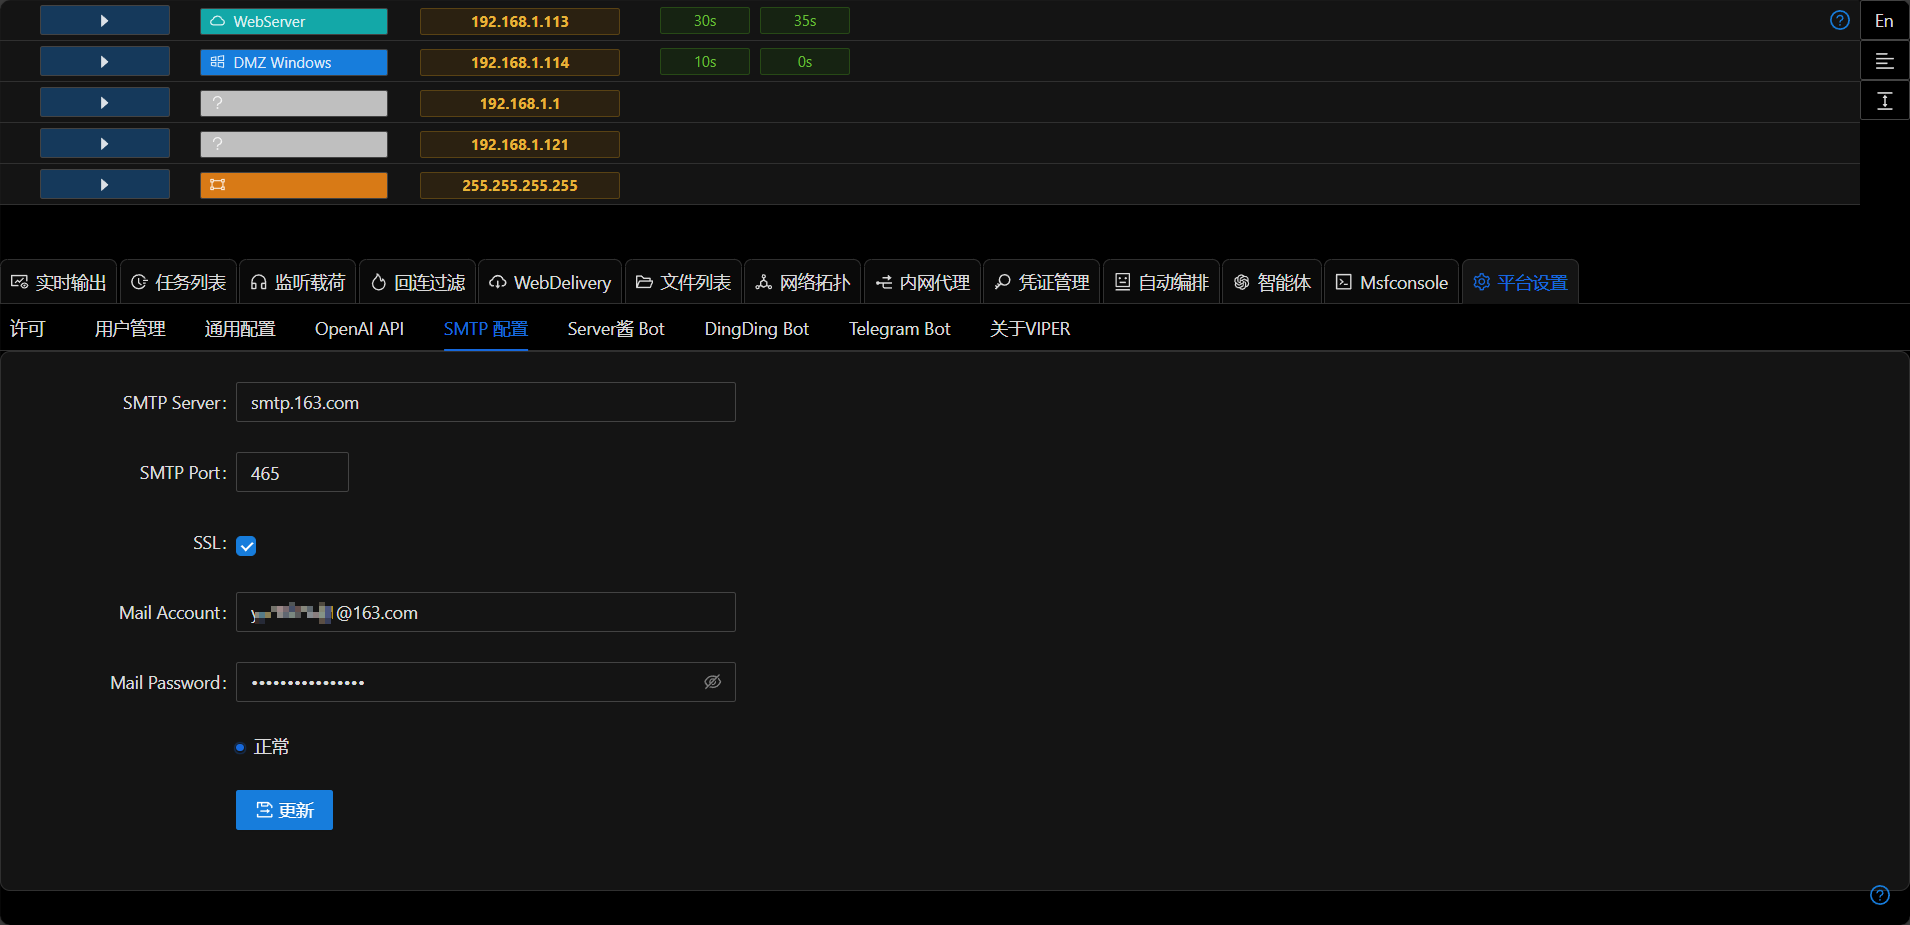 WebServer 192.168.1.113 30s 35s En
DMZ Windows 192.168.1.114 10s 0s
? 192.168.1.1
? 192.168.1.121
255.255.255.255
实时输出 任务列表 监听载荷 回连过滤 WebDelivery 文件列表 网络拓扑 内网代理 凭证管理 自动编排 智能体 Msfconsole 平台设置
许可 用户管理 通用配置 OpenAI API SMTP 配置 Server酱 Bot DingDing Bot Telegram Bot 关于VIPER
SMTP Server: smtp.163.com
SMTP Port: 465
SSL:
Mail Account: @163.com
Mail Password: ••••••••••••••••
正常
更新